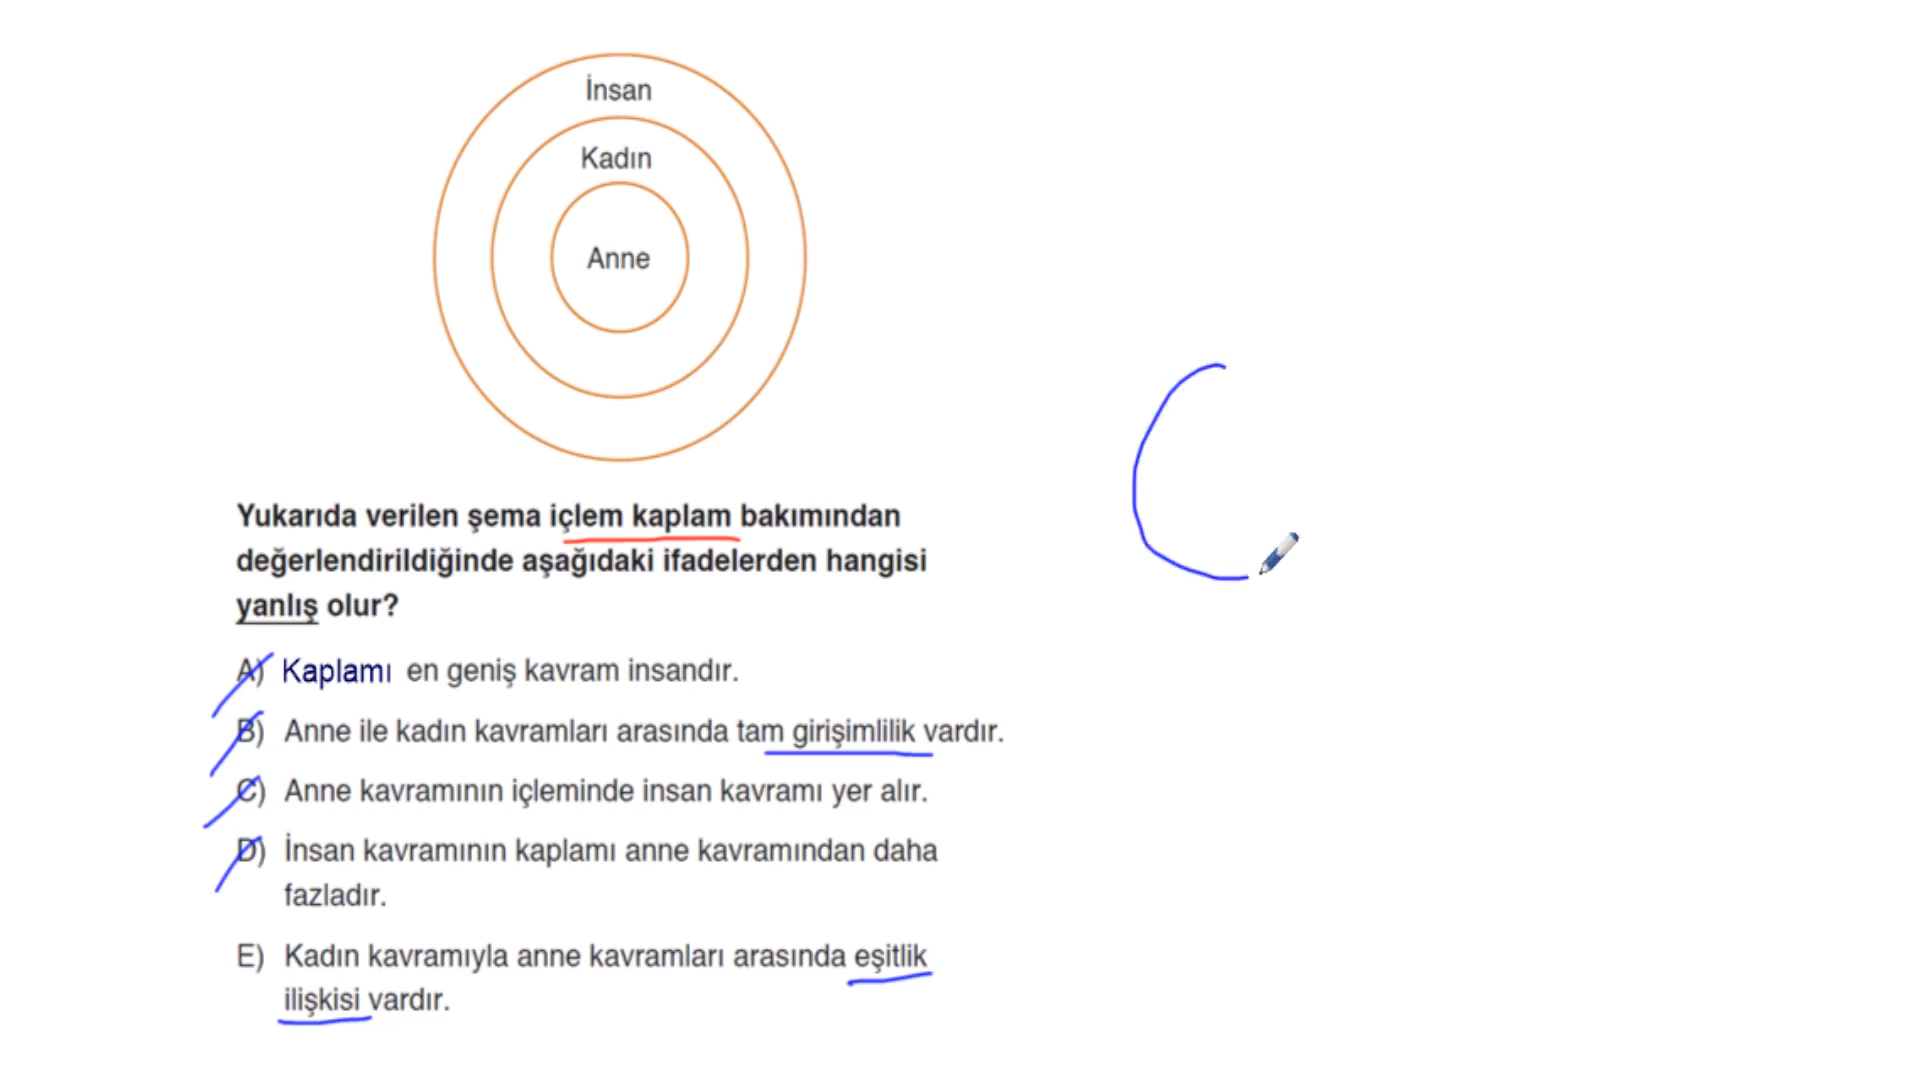 İnsan
Kadın
Anne
Yukarıda verilen şema içlem kaplam bakımından
değerlendirildiğinde aşağıdaki ifadelerden hangisi
yanlış olur?
A) Kaplamı en geniş kavram insandır.
B) Anne ile kadın kavramları arasında tam girişimlilik vardır.
C) Anne kavramının içleminde insan kavramı yer alır.
D) İnsan kavramının kaplamı anne kavramından daha
fazladır.
E) Kadın kavramıyla anne kavramları arasında eşitlik
ilişkisi vardır.